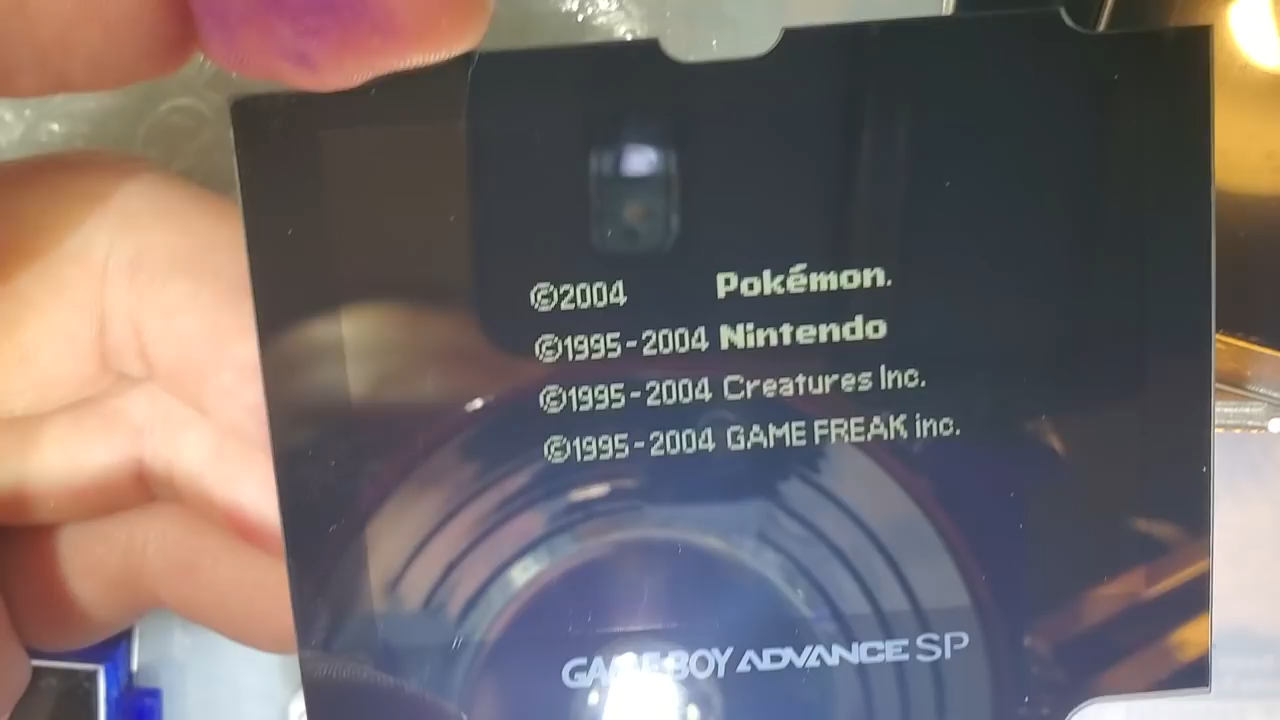 ©2004 Pokémon.
©1995-2004 Nintendo
©1995-2004 Creatures Inc.
©1995-2004 GAME FREAK inc.
GAME BOY ADVANCE SP